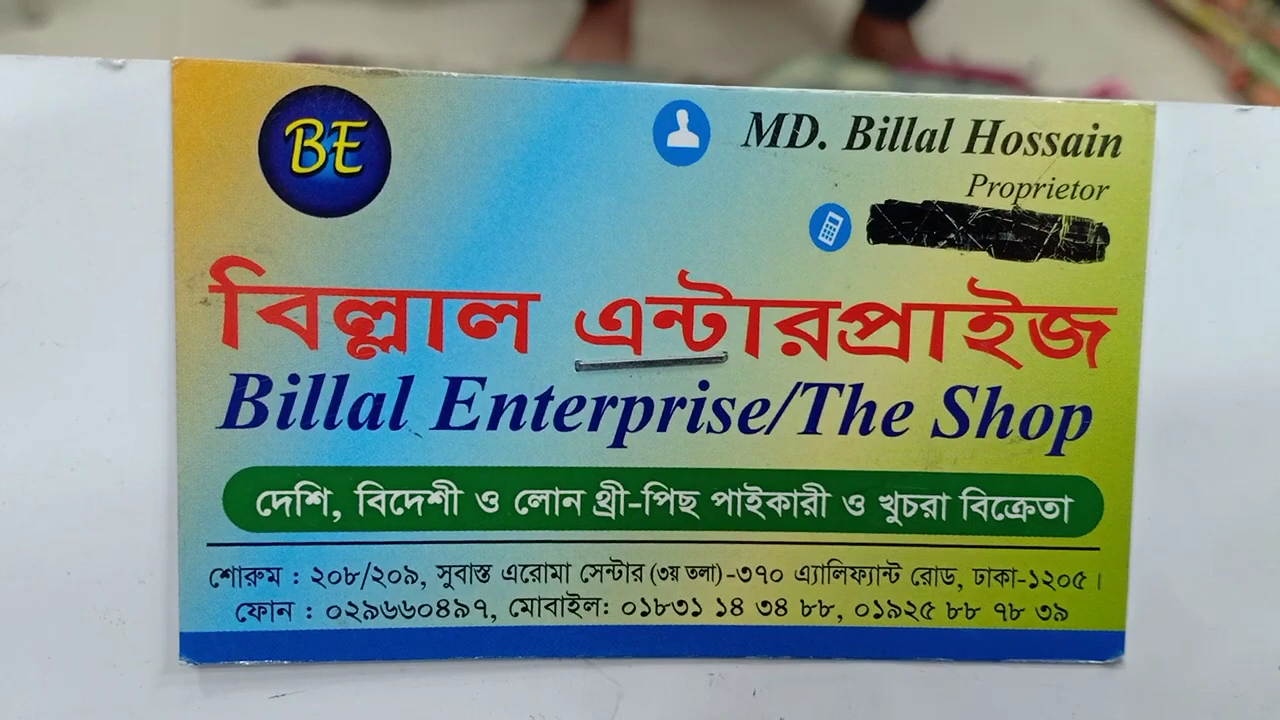 BE
MD. Billal Hossain
Proprietor
বিল্লাল এন্টারপ্রাইজ
Billal Enterprise/The Shop
দেশি, বিদেশী ও লোন থ্রী-পিছ পাইকারী ও খুচরা বিক্রেতা
শোরুম : ২০৮/২০৯, সুবাস্ত এরোমা সেন্টার (৩য় তলা)-৩৭০ এ্যালিফ্যান্ট রোড, ঢাকা-১২০৫।
ফোন : ০২৯৬৬০৪৯৭, মোবাইল: ০১৮৩১ ১৪ ৩৪ ৮৮, ০১৯২৫ ৮৮ ৭৮ ৩৯